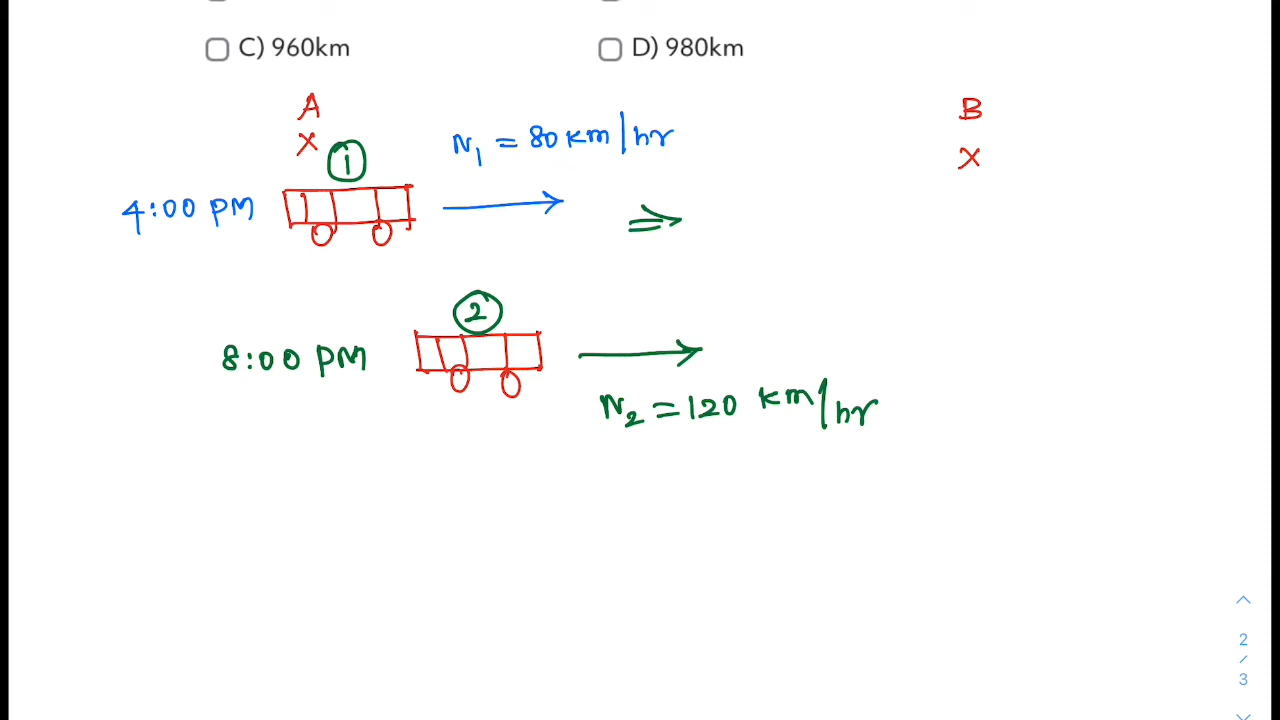 C) 960km
D) 980km
A
B
X
X
1
N₁ = 80 km/hr
4:00 PM
2
8:00 PM
N₂ = 120 km/hr
2
/
3